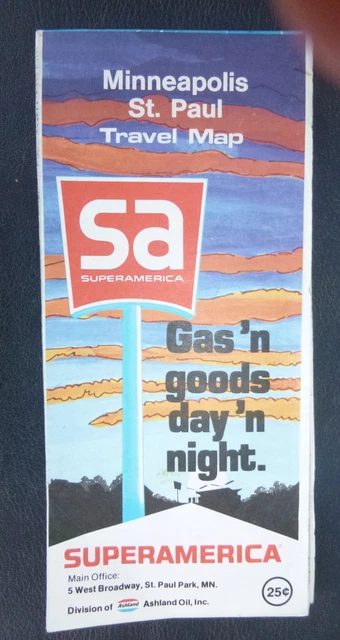 Minneapolis
St. Paul
Travel Map
sa
SUPERAMERICA
Gas 'n
goods
day 'n
night.
SUPERAMERICA
Main Office:
5 West Broadway, St. Paul Park, MN.
Division of Ashland Ashland Oil, Inc.
25¢